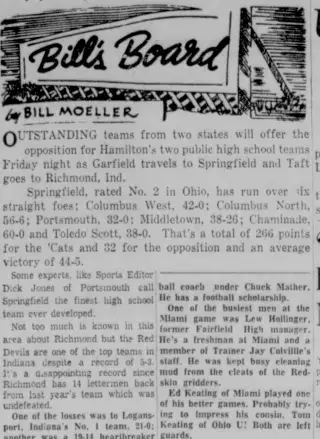 Bill's Board
by BILL MOELLER
OUTSTANDING teams from two states will offer the
opposition for Hamilton's two public high school teams
Friday night as Garfield travels to Springfield and Taft
goes to Richmond, Ind.
Springfield, rated No. 2 in Ohio, has run over six
straight foes; Columbus West, 42-0; Columbus North,
56-6; Portsmouth, 32-0; Middletown, 38-26; Chaminade,
60-0 and Toledo Scott, 38-0. That's a total of 266 points
for the 'Cats and 32 for the opposition and an average
victory of 44-5.
Some experts, like Sports Editor
Dick Jones of Portsmouth call
Springfield the finest high school
team ever developed.
Not too much is known in this
area about Richmond but the Red
Devils are one of the top teams in
Indiana despite a record of 5-3.
It's a disappointing record since
Richmond has 14 lettermen back
from last year's team which was
undefeated.
One of the losses was to Logans-
port, Indiana's No. 1 team, 21-6;
another was a 19-14 heartbreaker
ball coach under Chuck Mather.
He has a football scholarship.
One of the busiest men at the
Miami game was Lew Hollinger,
former Fairfield High manager.
He's a freshman at Miami and a
member of Trainer Jay Colville's
staff. He was kept busy cleaning
mud from the cleats of the Red-
skin gridders.
Ed Keating of Miami played one
of his better games. Probably try-
ing to impress his cousin, Tom
Keating of Ohio U! Both are left
guards.